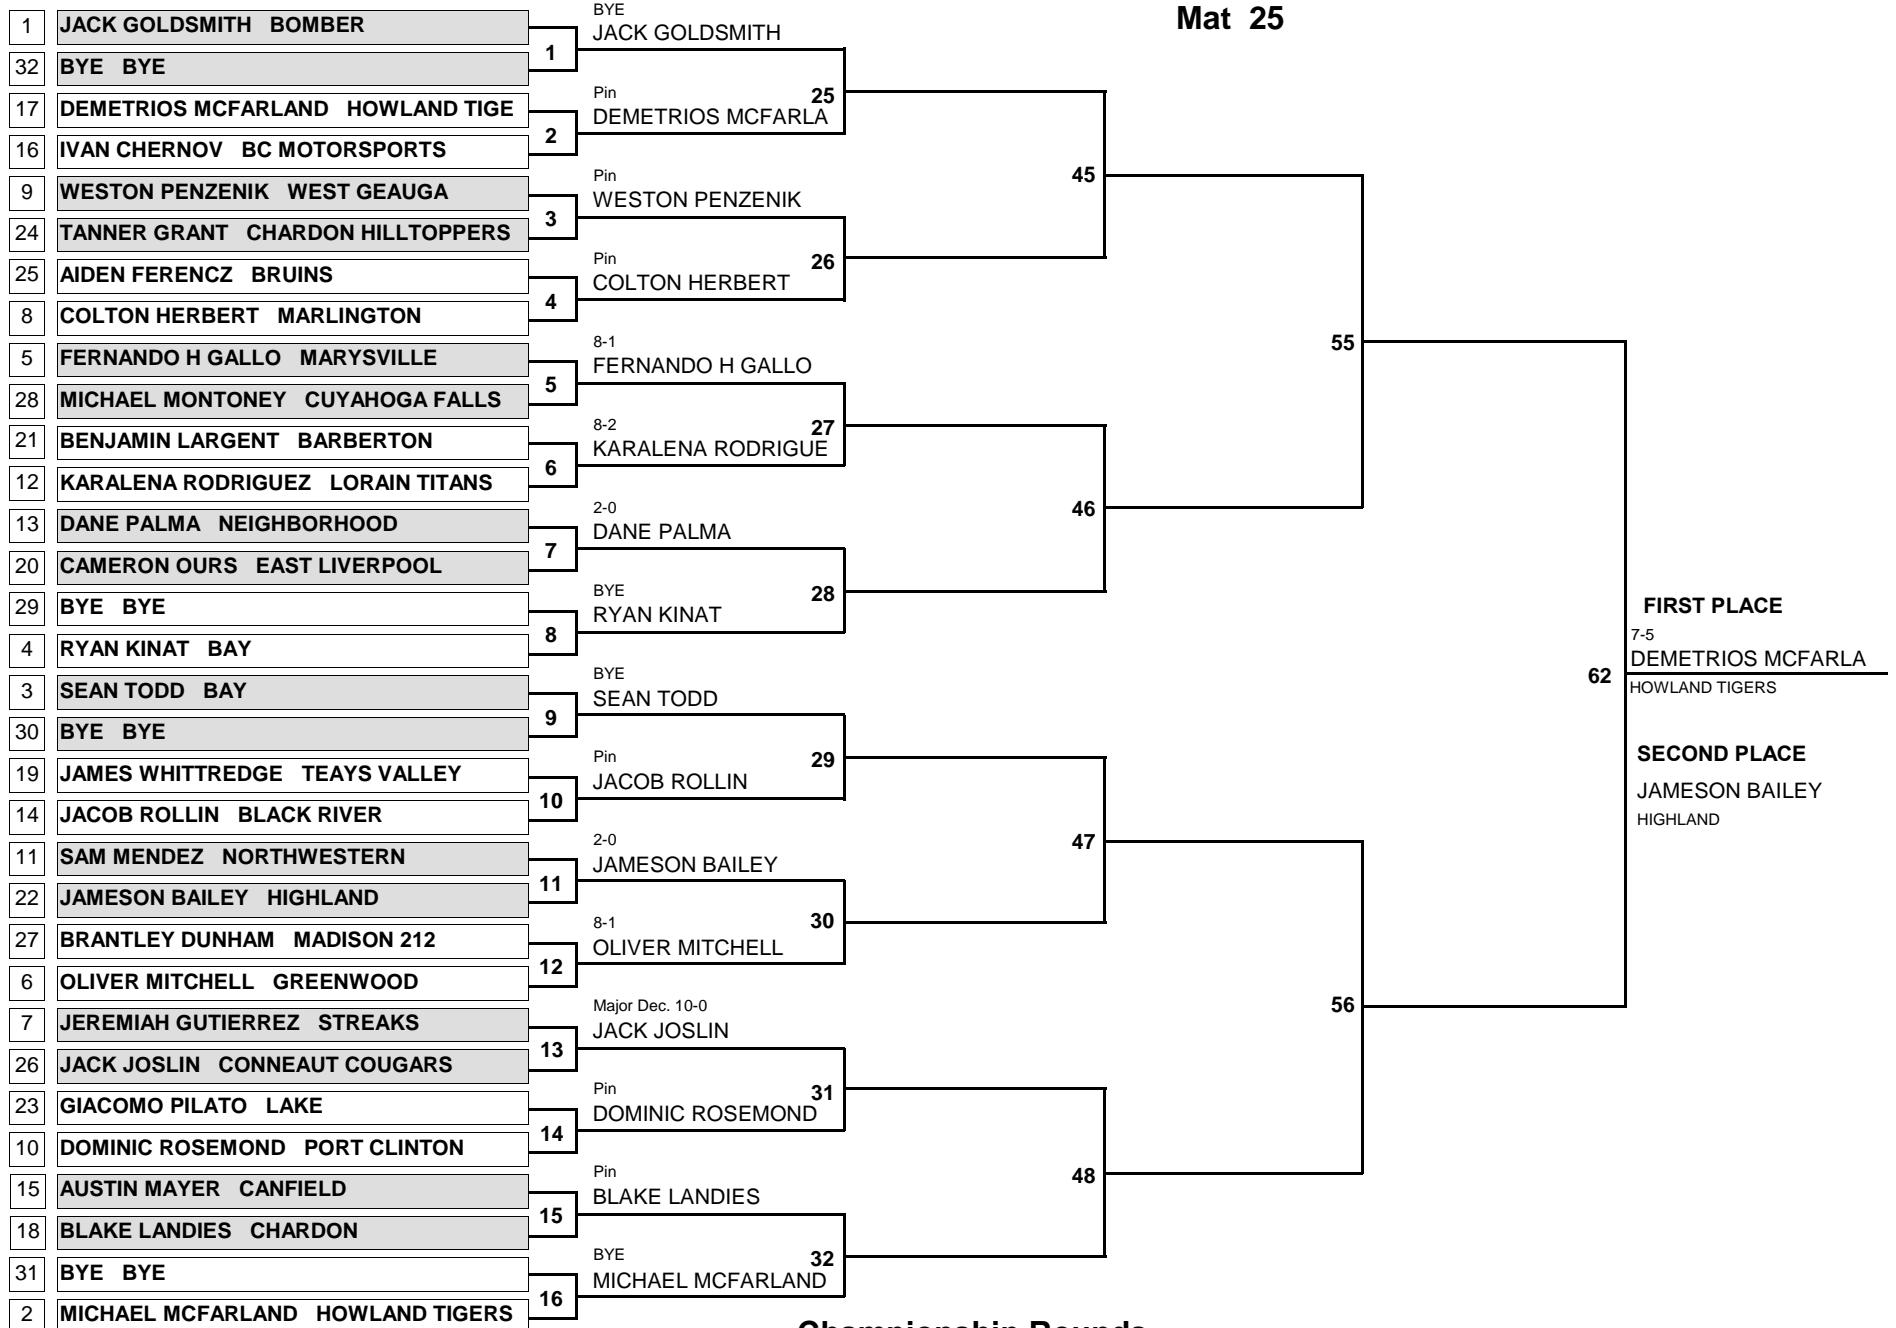 Mat 25
1 JACK GOLDSMITH BOMBER
32 BYE BYE
17 DEMETRIOS MCFARLAND HOWLAND TIGE
16 IVAN CHERNOV BC MOTORSPORTS
9 WESTON PENZENIK WEST GEAUGA
24 TANNER GRANT CHARDON HILLTOPPERS
25 AIDEN FERENCZ BRUINS
8 COLTON HERBERT MARLINGTON
5 FERNANDO H GALLO MARYSVILLE
28 MICHAEL MONTONEY CUYAHOGA FALLS
21 BENJAMIN LARGENT BARBERTON
12 KARALENA RODRIGUEZ LORAIN TITANS
13 DANE PALMA NEIGHBORHOOD
20 CAMERON OURS EAST LIVERPOOL
29 BYE BYE
4 RYAN KINAT BAY
3 SEAN TODD BAY
30 BYE BYE
19 JAMES WHITTREDGE TEAYS VALLEY
14 JACOB ROLLIN BLACK RIVER
11 SAM MENDEZ NORTHWESTERN
22 JAMESON BAILEY HIGHLAND
27 BRANTLEY DUNHAM MADISON 212
6 OLIVER MITCHELL GREENWOOD
7 JEREMIAH GUTIERREZ STREAKS
26 JACK JOSLIN CONNEAUT COUGARS
23 GIACOMO PILATO LAKE
10 DOMINIC ROSEMOND PORT CLINTON
15 AUSTIN MAYER CANFIELD
18 BLAKE LANDIES CHARDON
31 BYE BYE
2 MICHAEL MCFARLAND HOWLAND TIGERS
1
2
3
4
5
6
7
8
9
10
11
12
13
14
15
16
BYE
JACK GOLDSMITH
Pin
DEMETRIOS MCFARLA
Pin
WESTON PENZENIK
Pin
COLTON HERBERT
8-1
FERNANDO H GALLO
8-2
KARALENA RODRIGUE
2-0
DANE PALMA
BYE
RYAN KINAT
BYE
SEAN TODD
Pin
JACOB ROLLIN
2-0
JAMESON BAILEY
8-1
OLIVER MITCHELL
Major Dec. 10-0
JACK JOSLIN
Pin
DOMINIC ROSEMOND
Pin
BLAKE LANDIES
BYE
MICHAEL MCFARLAND
25
26
27
28
29
30
31
32
45
46
47
48
55
56
62
FIRST PLACE
7-5
DEMETRIOS MCFARLA
HOWLAND TIGERS
SECOND PLACE
JAMESON BAILEY
HIGHLAND
Championship Rounds